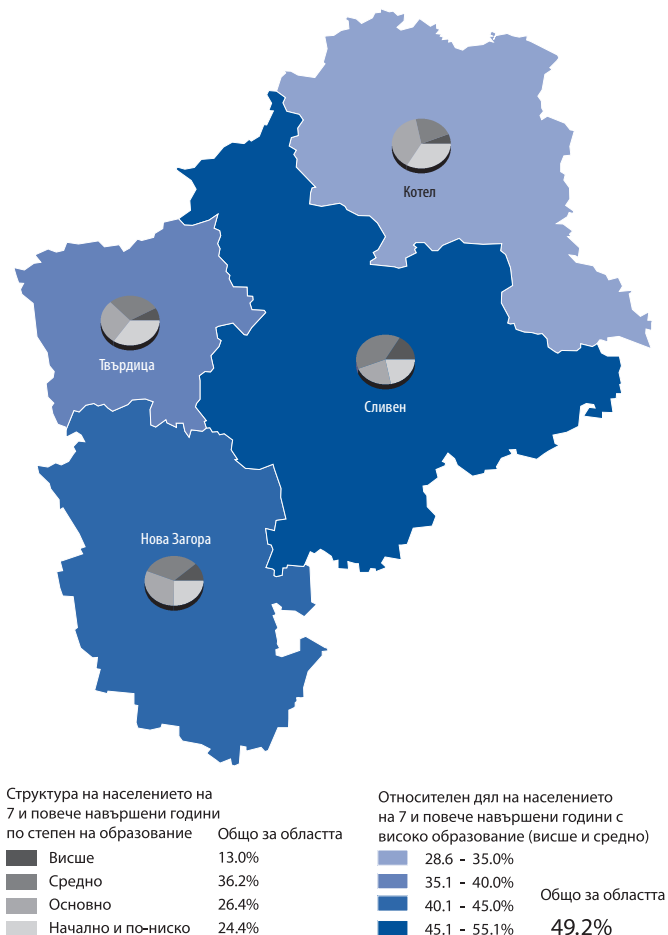 Котел
Твърдица
Сливен
Нова Загора
Структура на населението на
7 и повече навършени години
по степен на образование
Общо за областта
Висше 13.0%
Средно 36.2%
Основно 26.4%
Начално и по-ниско 24.4%
Относителен дял на населението
на 7 и повече навършени години с
високо образование (висше и средно)
28.6 - 35.0%
35.1 - 40.0%
40.1 - 45.0%
45.1 - 55.1%
Общо за областта
49.2%